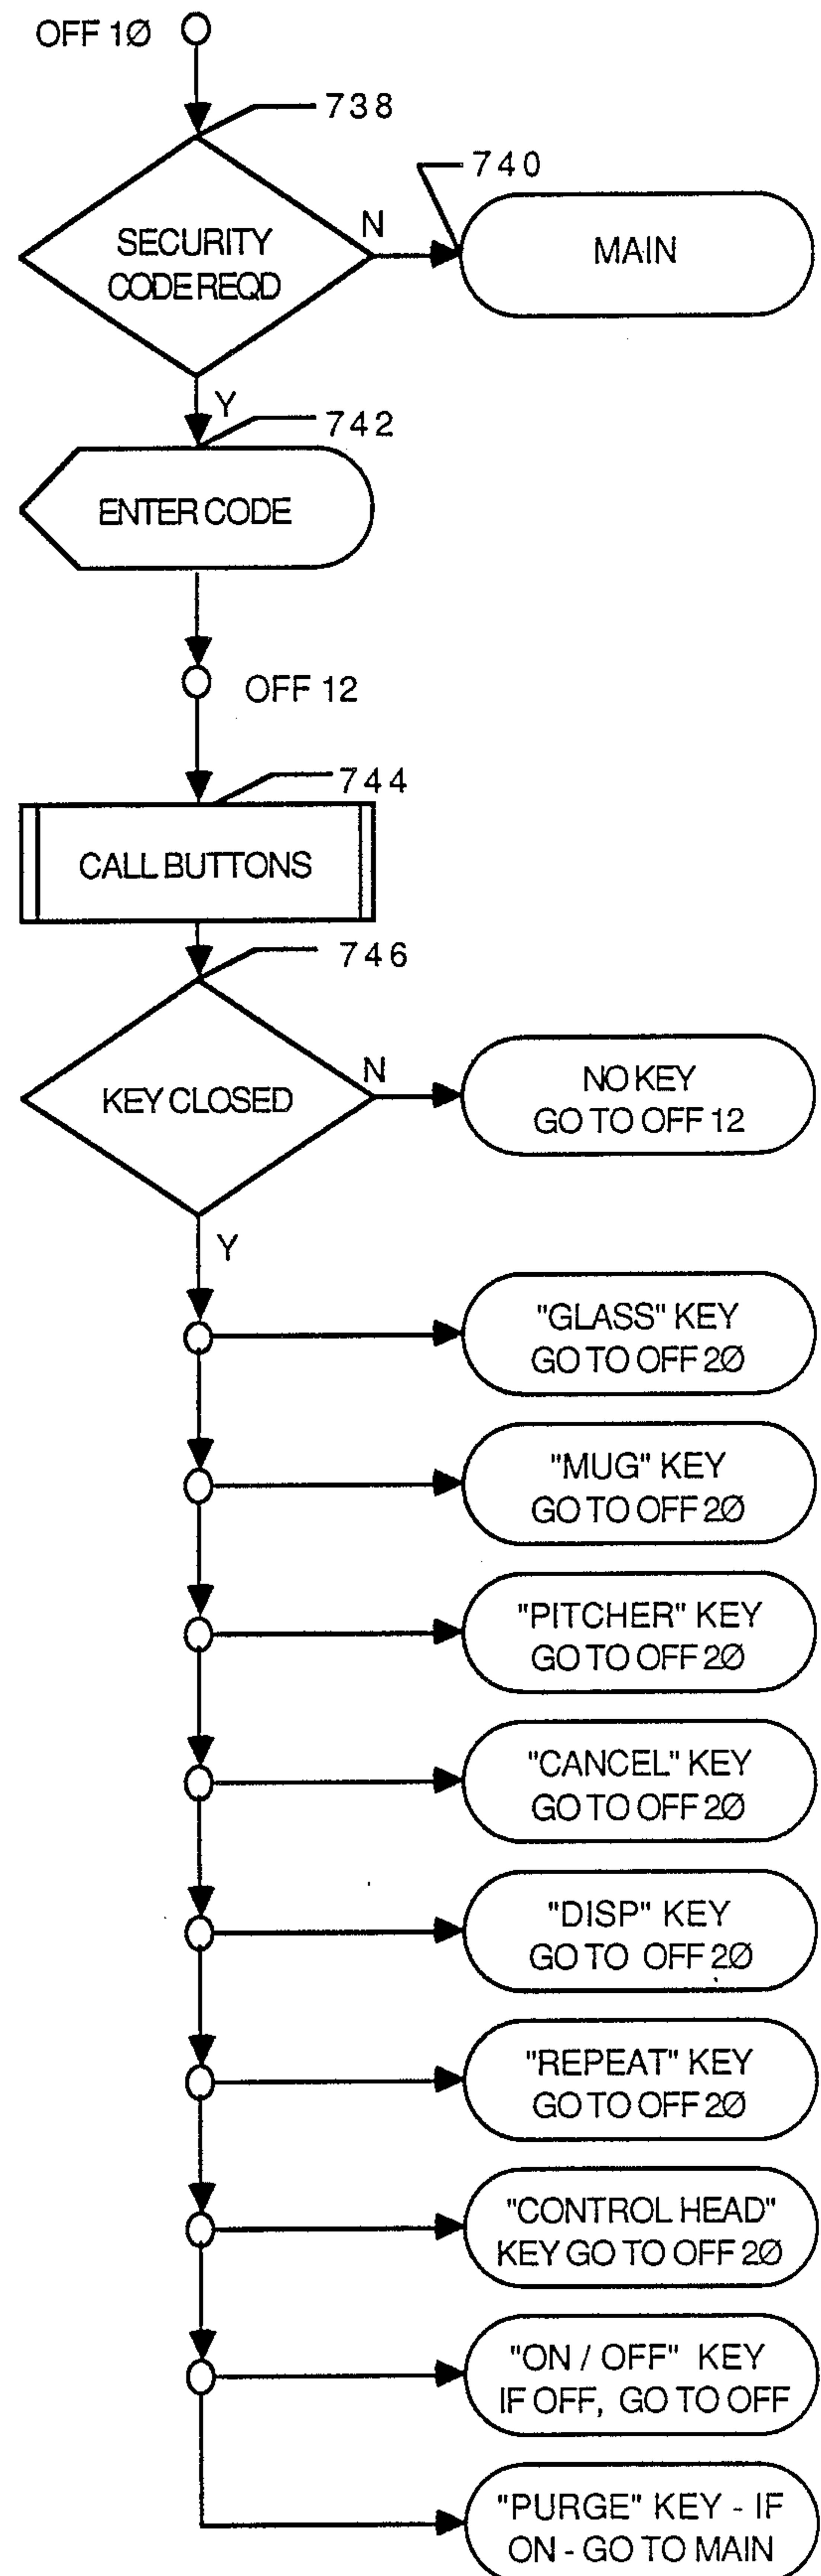 OFF 1Ø
738
740
N
SECURITY
CODE REQD
MAIN
Y
742
ENTER CODE
OFF 12
744
CALL BUTTONS
746
N
KEY CLOSED
NO KEY
GO TO OFF 12
Y
"GLASS" KEY
GO TO OFF 2Ø
"MUG" KEY
GO TO OFF 2Ø
"PITCHER" KEY
GO TO OFF 2Ø
"CANCEL" KEY
GO TO OFF 2Ø
"DISP" KEY
GO TO OFF 2Ø
"REPEAT" KEY
GO TO OFF 2Ø
"CONTROL HEAD"
KEY GO TO OFF 2Ø
"ON / OFF" KEY
IF OFF, GO TO OFF
"PURGE" KEY - IF
ON - GO TO MAIN